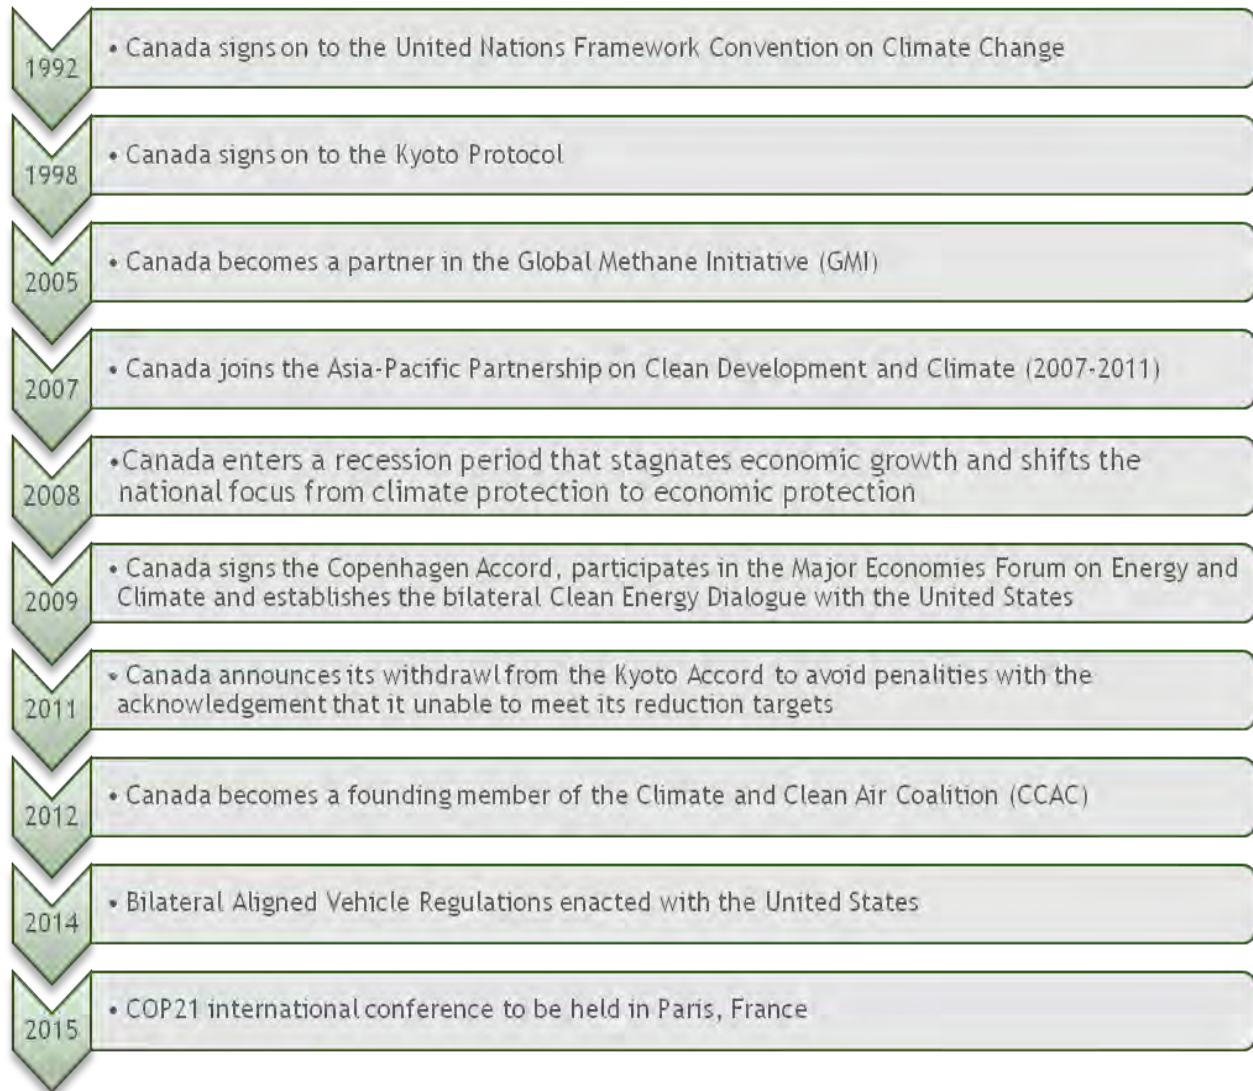 1992
• Canada signs on to the United Nations Framework Convention on Climate Change
1998
• Canada signs on to the Kyoto Protocol
2005
• Canada becomes a partner in the Global Methane Initiative (GMI)
2007
• Canada joins the Asia-Pacific Partnership on Clean Development and Climate (2007-2011)
2008
•Canada enters a recession period that stagnates economic growth and shifts the
national focus from climate protection to economic protection
2009
• Canada signs the Copenhagen Accord, participates in the Major Economies Forum on Energy and
Climate and establishes the bilateral Clean Energy Dialogue with the United States
2011
• Canada announces its withdrawl from the Kyoto Accord to avoid penalities with the
acknowledgement that it unable to meet its reduction targets
2012
• Canada becomes a founding member of the Climate and Clean Air Coalition (CCAC)
2014
• Bilateral Aligned Vehicle Regulations enacted with the United States
2015
• COP21 international conference to be held in Paris, France